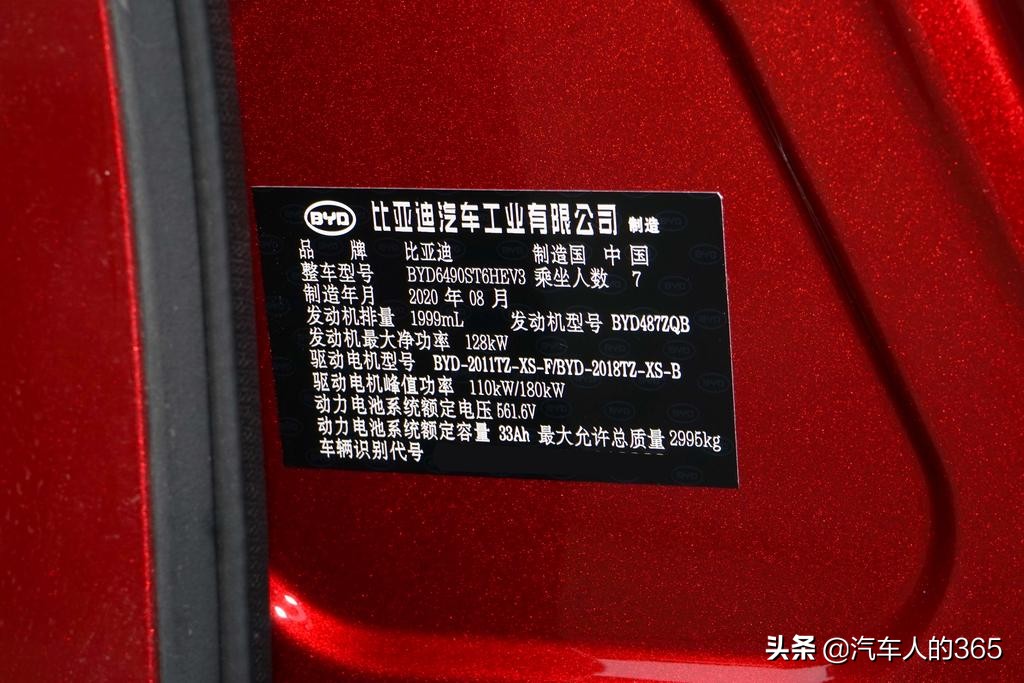 BYD 比亚迪汽车工业有限公司 制造
品 牌 比亚迪 制造国 中国
整车型号 BYD6490ST6HEV3 乘坐人数 7
制造年月 2020 年 08 月
发动机排量 1999mL 发动机型号 BYD487ZQB
发动机最大净功率 128kW
驱动电机型号 BYD-2011TZ-XS-F/BYD-2018TZ-XS-B
驱动电机峰值功率 110kW/180kW
动力电池系统额定电压 561.6V
动力电池系统额定容量 33Ah 最大允许总质量 2995kg
车辆识别代号
头条 @汽车人的365